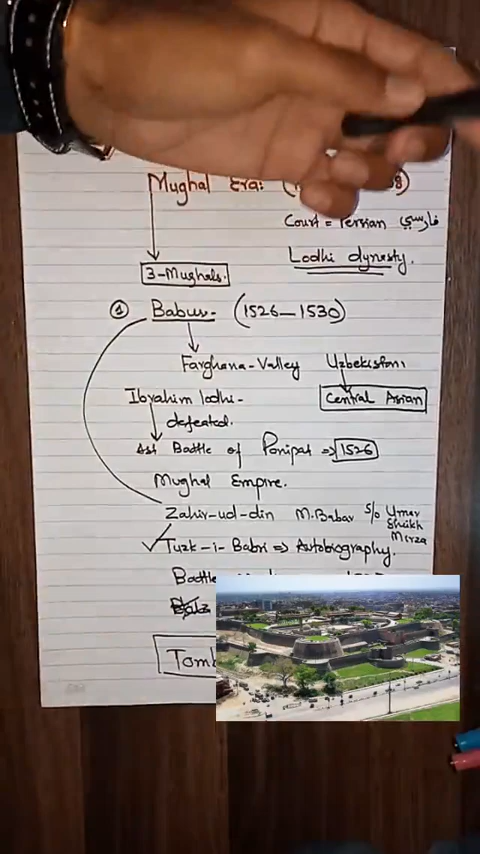 Mughal Era: (
Court = Persian فارسي
Lodhi dynasty.
3-Mughals.
① Babur- (1526—1530)
Farghana-Valley Uzbekistan
Ibrahim lodhi- Central Asian
defeated.
1st Battle of Panipat ⇒ 1526
Mughal Empire.
Zahir-ud-din M.Babar S/o Umar
Sheikh
Mirza
✓Tuzk-i-Babri ⇒ Autobiography.
Battle
Tomb